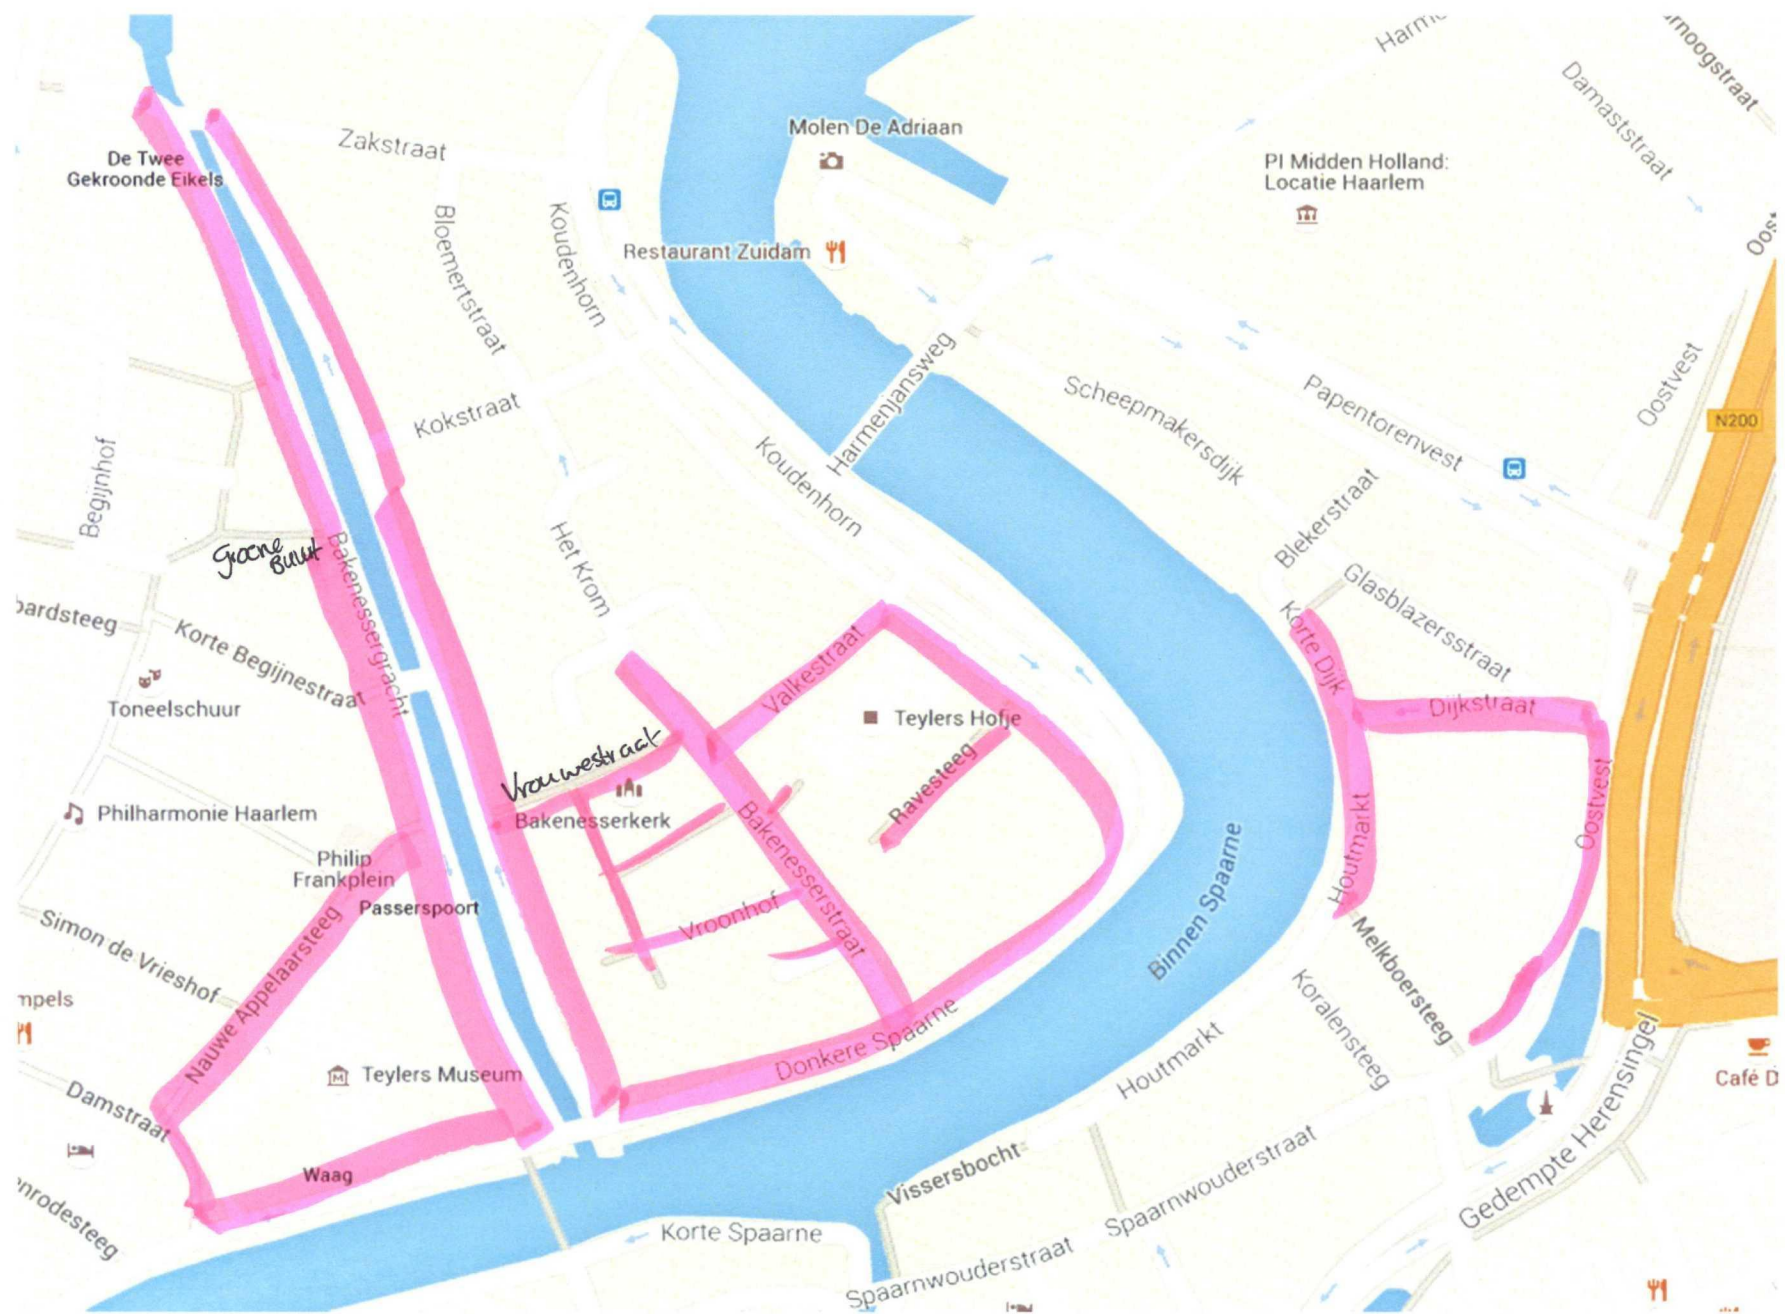 Harmo
rnoogstraat
Damaststraat
Zakstraat
Molen De Adriaan
De Twee
Gekroonde Eikels
PI Midden Holland:
Locatie Haarlem
Bloemertstraat
Koudenhorn
Restaurant Zuidam
Oost
Harmenjansweg
Scheepmakersdijk
Papentorenvest
Oostvest
N200
Kokstraat
Begijnhof
Koudenhorn
Blekerstraat
Het Krom
Groene
Buurt
Bakenessergracht
Glasblazersstraat
bardsteeg
Korte Begijnestraat
Korte Dijk
Valkestraat
Toneelschuur
Teylers Hofje
Dijkstraat
Vrouwestraat
Ravesteeg
Oostvest
Philharmonie Haarlem
Bakenesserkerk
Bakenesserstraat
Houtmarkt
Philip
Frankplein
Passerspoort
Vroonhof
Binnen Spaarne
Simon de Vrieshof
Nauwe Appelaarsteeg
Melkboersteeg
mpels
Koralensteeg
Donkere Spaarne
Teylers Museum
Houtmarkt
Café D
Damstraat
Gedempte Herensingel
Waag
Vissersbocht
Spaarnwouderstraat
enrodesteeg
Korte Spaarne
Spaarnwouderstraat